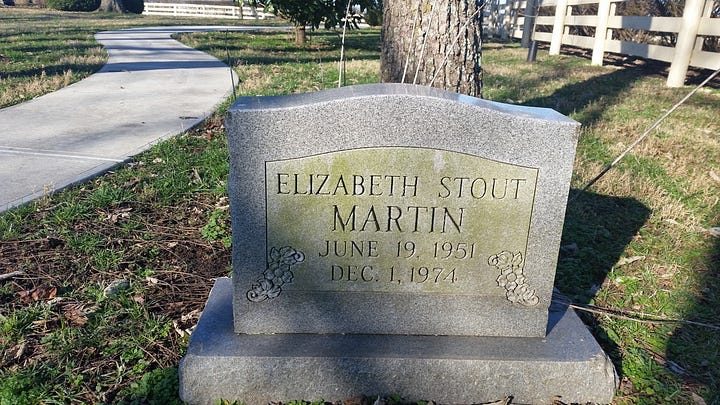 ELIZABETH STOUT
MARTIN
JUNE 19, 1951
DEC. 1, 1974